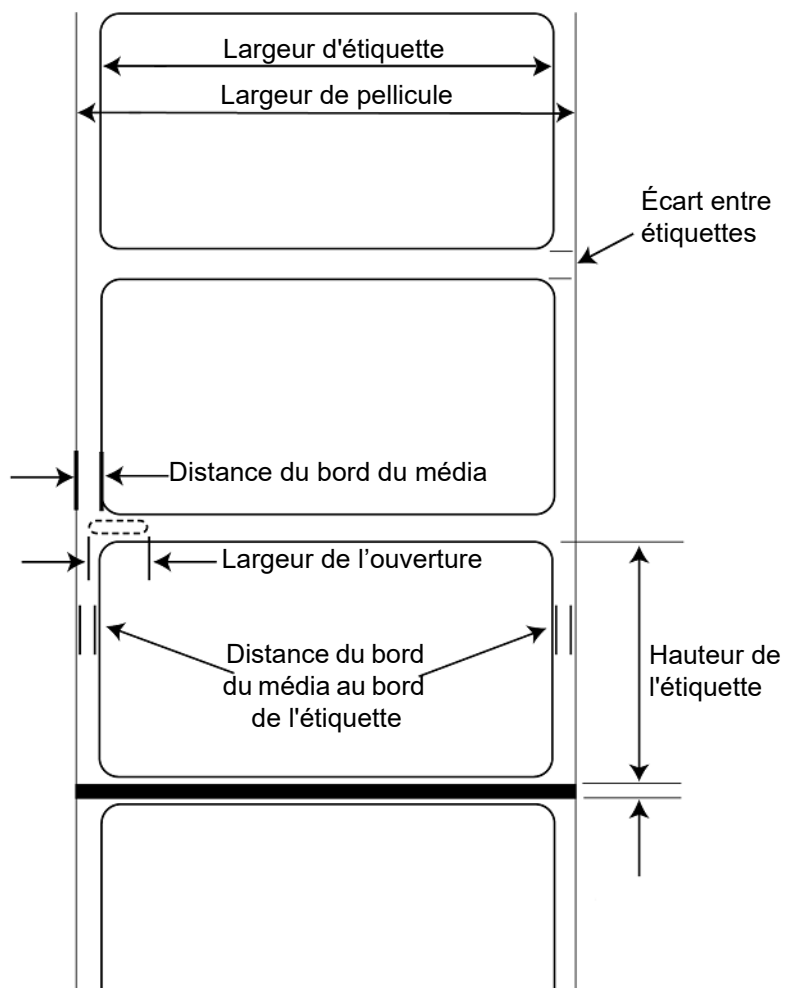 Largeur d'étiquette
Largeur de pellicule
Écart entre
étiquettes
Distance du bord du média
Largeur de l’ouverture
Distance du bord
du média au bord
de l'étiquette
Hauteur de
l'étiquette